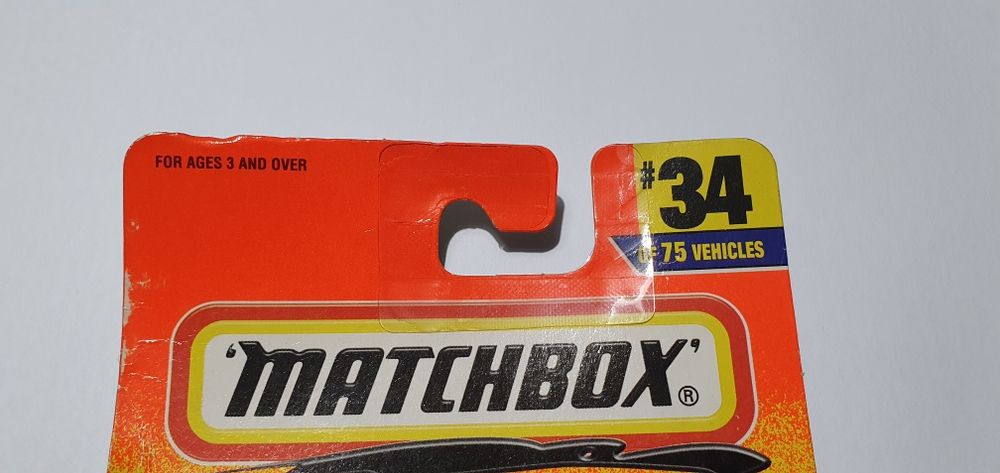 FOR AGES 3 AND OVER
#34
OF 75 VEHICLES
'MATCHBOX'®